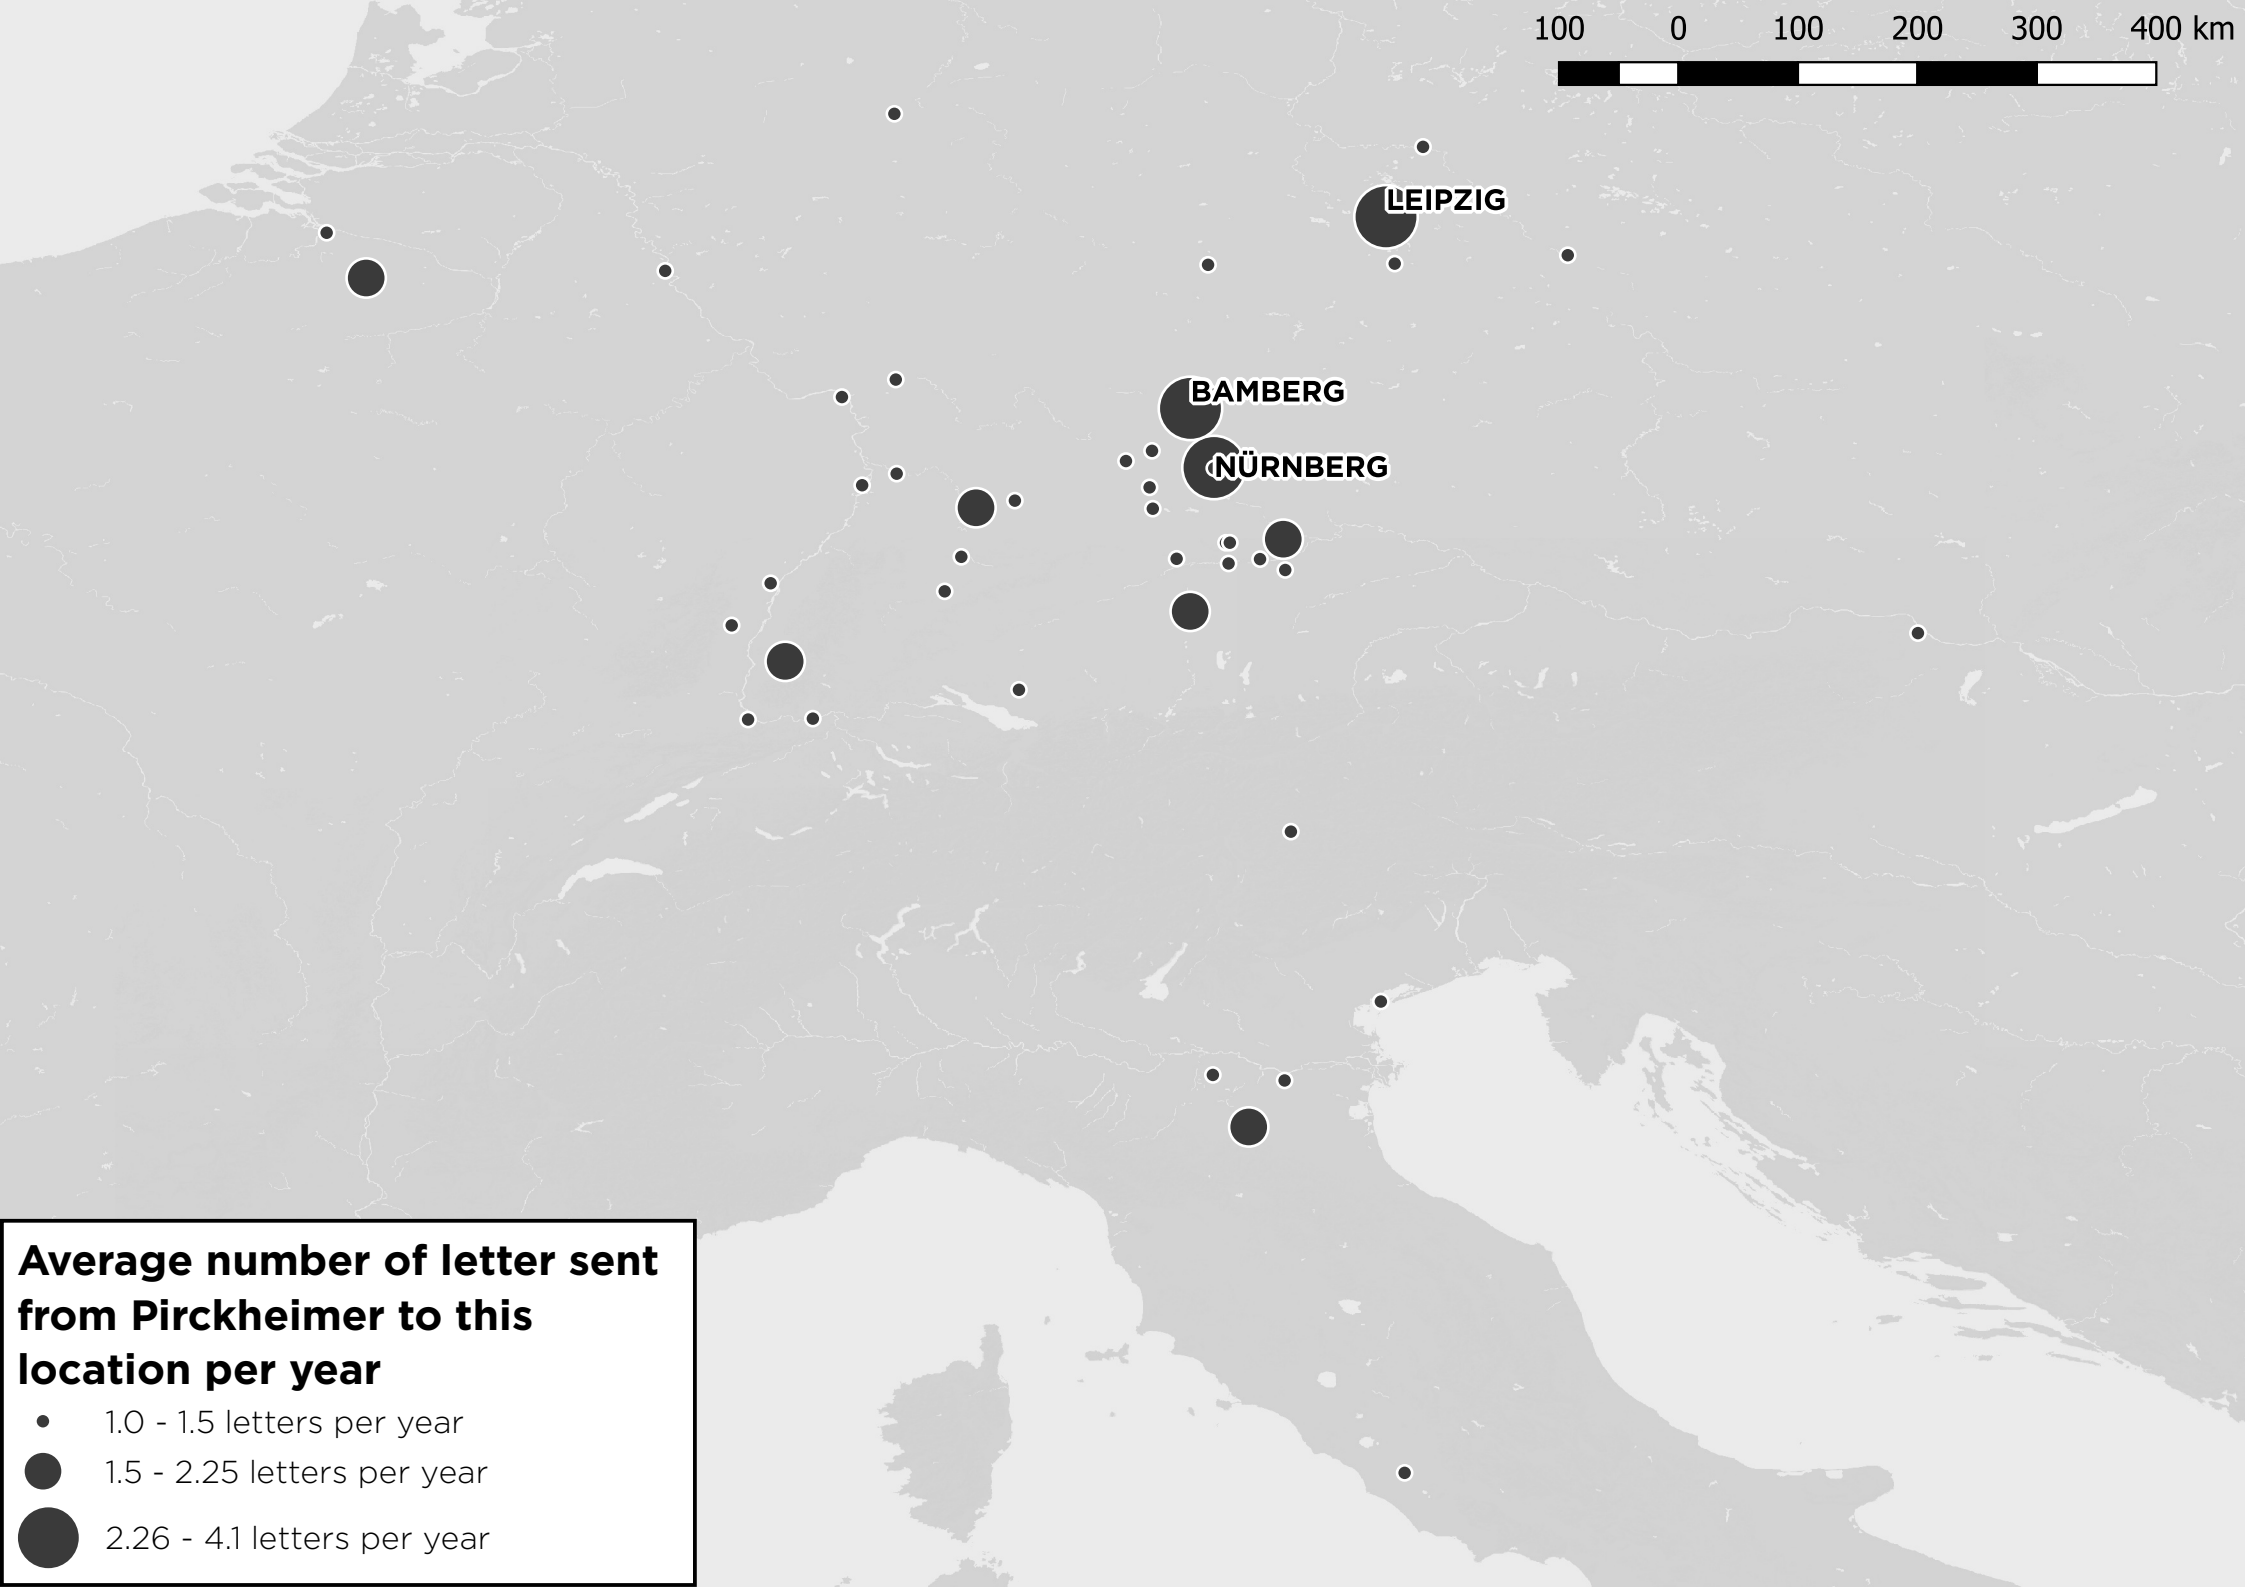 100 0 100 200 300 400 km
LEIPZIG
BAMBERG
NÜRNBERG
Average number of letter sent
from Pirckheimer to this
location per year
1.0 - 1.5 letters per year
1.5 - 2.25 letters per year
2.26 - 4.1 letters per year